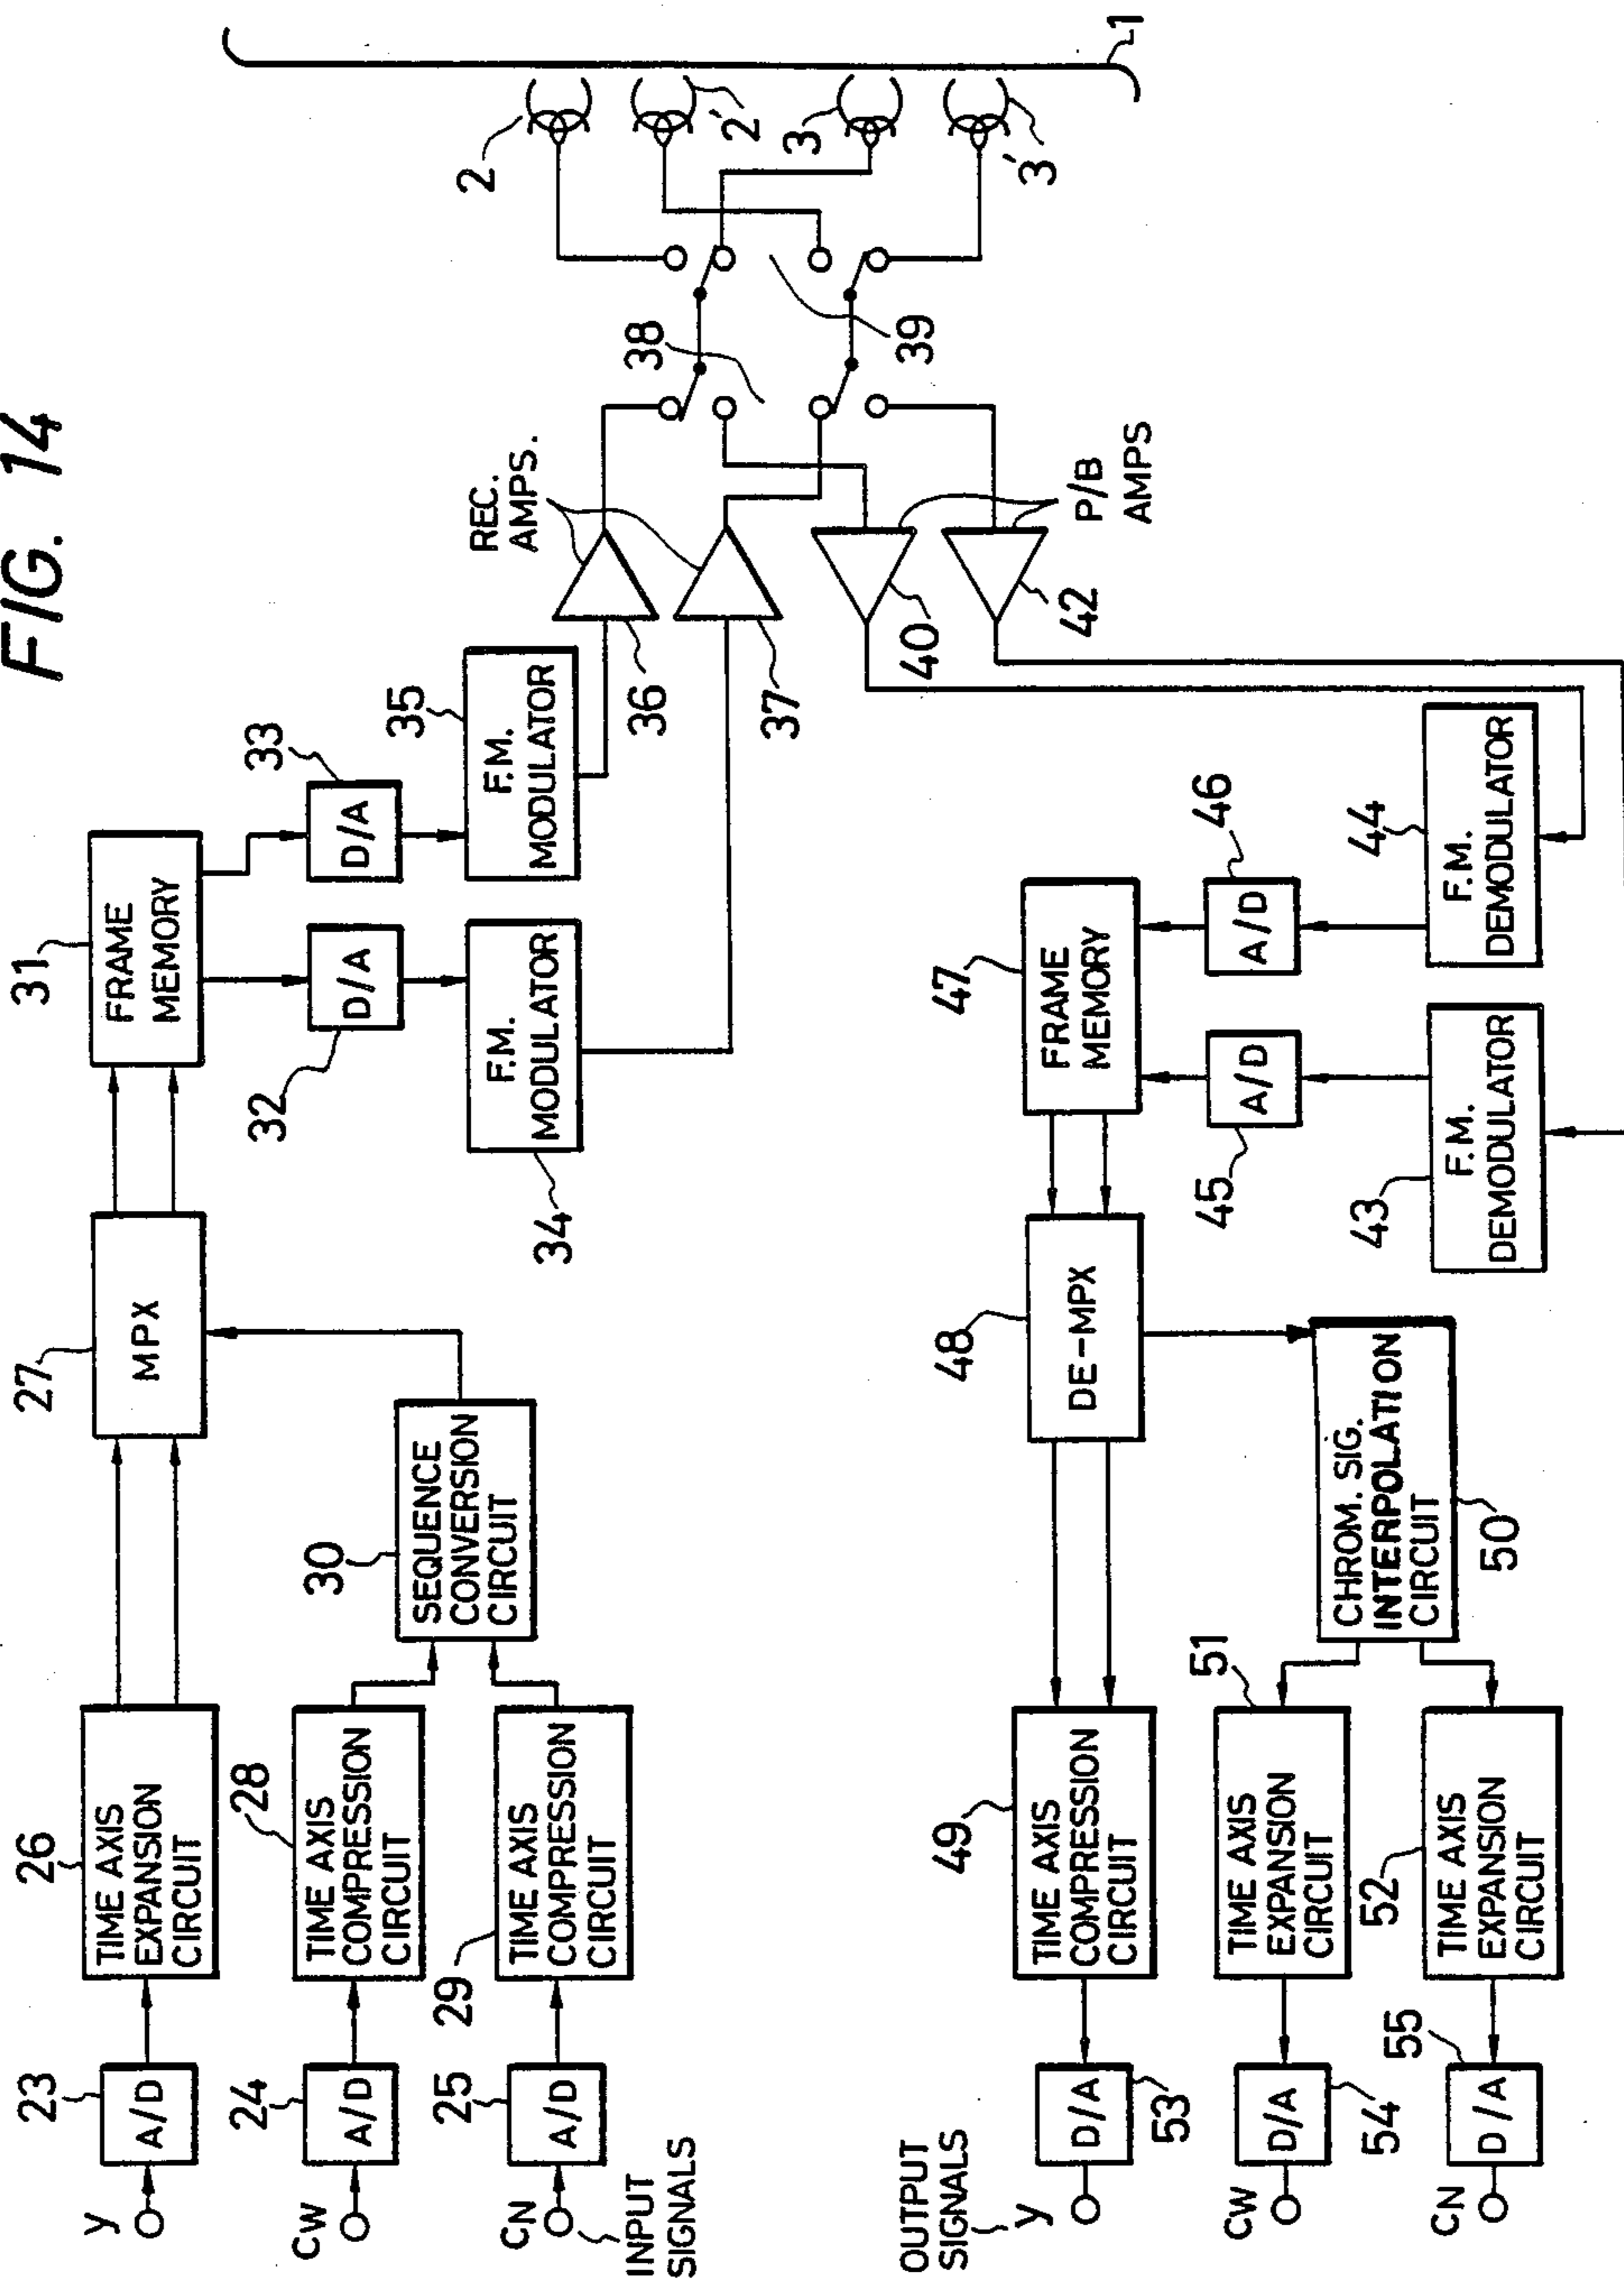 FIG. 14
y
23
A/D
26
TIME AXIS
EXPANSION
CIRCUIT
27
MPX
31
FRAME
MEMORY
CW
24
A/D
28
TIME AXIS
COMPRESSION
CIRCUIT
CN
25
A/D
29
TIME AXIS
COMPRESSION
CIRCUIT
INPUT
SIGNALS
30
SEQUENCE
CONVERSION
CIRCUIT
32
D/A
33
D/A
34
F.M.
MODULATOR
35
F.M.
MODULATOR
REC.
AMPS.
36
37
38
39
2
2'
3
3'
1
P/B
AMPS
40
42
43
F.M.
DEMODULATOR
44
F.M.
DEMODULATOR
45
A/D
46
A/D
47
FRAME
MEMORY
48
DE-MPX
49
TIME AXIS
COMPRESSION
CIRCUIT
50
CHROM. SIG.
INTERPOLATION
CIRCUIT
51
TIME AXIS
EXPANSION
CIRCUIT
52
TIME AXIS
EXPANSION
CIRCUIT
OUTPUT
SIGNALS
y
D/A
53
CW
D/A
54
CN
D/A
55